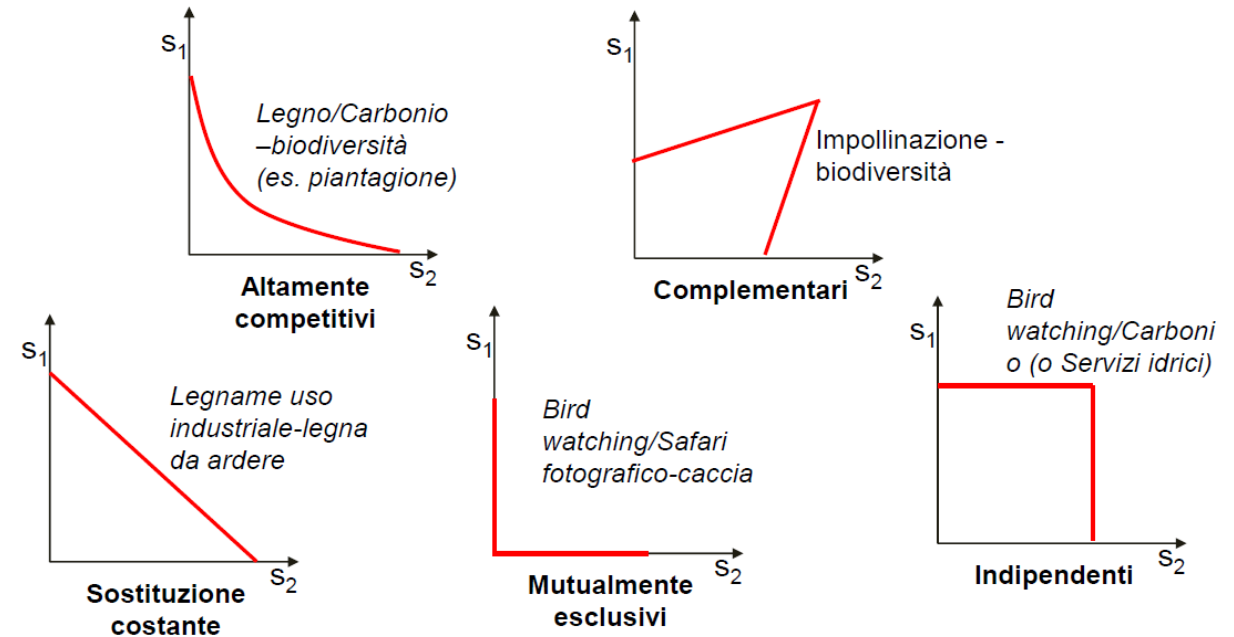 S1
Legno/Carbonio
–biodiversità
(es. piantagione)
S2
Altamente
competitivi
S1
Impollinazione -
biodiversità
S2
Complementari
S1
Legname uso
industriale-legna
da ardere
S2
Sostituzione
costante
S1
Bird
watching/Safari
fotografico-caccia
S2
Mutualmente
esclusivi
S1
Bird
watching/Carboni
o (o Servizi idrici)
S2
Indipendenti